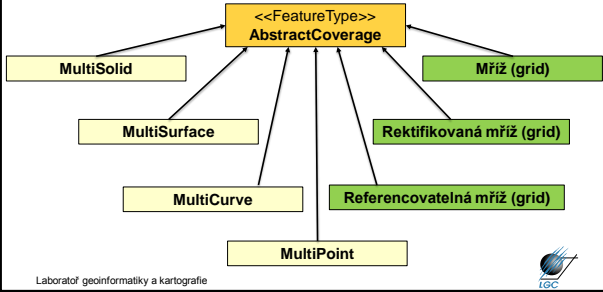 <<FeatureType>>
AbstractCoverage
MultiSolid
Mříž (grid)
MultiSurface
Rektifikovaná mříž (grid)
MultiCurve
Referencovatelná mříž (grid)
MultiPoint
Laboratoř geoinformatiky a kartografie
LGC